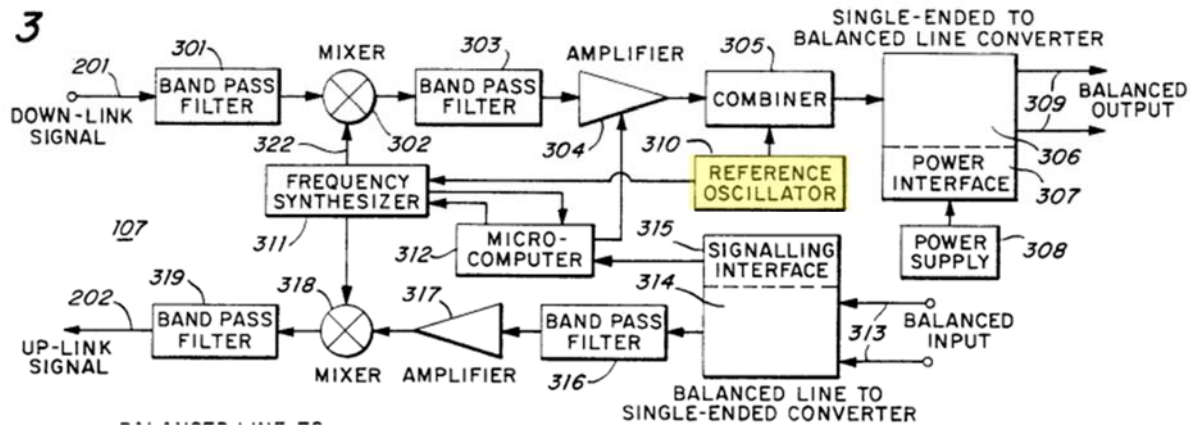 3
SINGLE-ENDED TO
BALANCED LINE CONVERTER
201
301
MIXER
303
AMPLIFIER
305
BAND PASS
FILTER
BAND PASS
FILTER
COMBINER
309
BALANCED
OUTPUT
DOWN-LINK
SIGNAL
322
302
304
310
306
FREQUENCY
SYNTHESIZER
REFERENCE
OSCILLATOR
POWER
INTERFACE
307
107
311
312
MICRO-
COMPUTER
315
SIGNALLING
INTERFACE
POWER
SUPPLY
308
319
318
317
314
202
BAND PASS
FILTER
BAND PASS
FILTER
313
BALANCED
INPUT
UP-LINK
SIGNAL
MIXER
AMPLIFIER
316
BALANCED LINE TO
SINGLE-ENDED CONVERTER